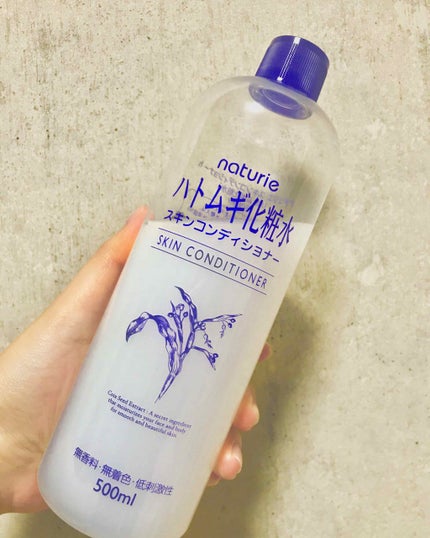 naturie
ハトムギ化粧水
スキンコンディショナー
SKIN CONDITIONER
Coix Seed Extract : A secret ingredient
that moisturizes your face and body
for smooth and beautiful skin
無香料・無着色・低刺激性
500ml